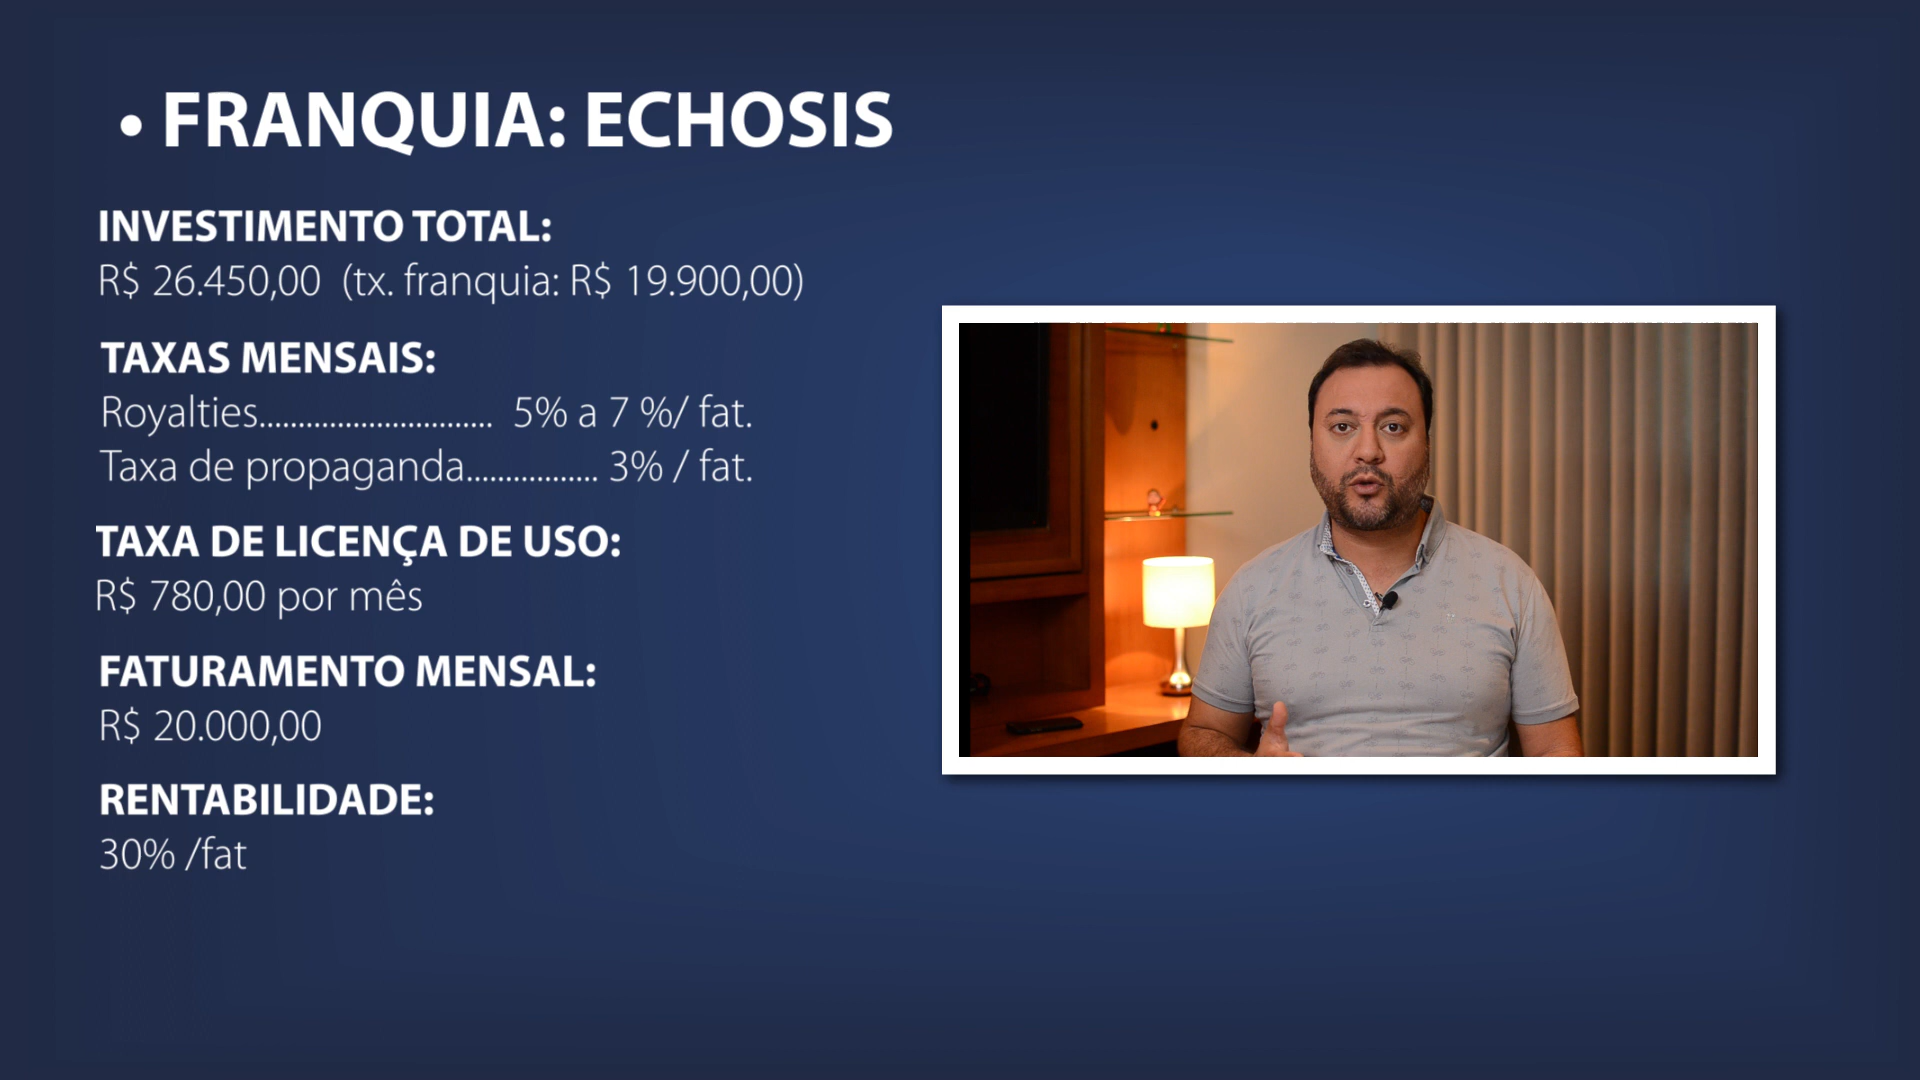 • FRANQUIA: ECHOSIS
INVESTIMENTO TOTAL:
R$ 26.450,00 (tx. franquia: R$ 19.900,00)
TAXAS MENSAIS:
Royalties.............................. 5% a 7 %/ fat.
Taxa de propaganda................. 3% / fat.
TAXA DE LICENÇA DE USO:
R$ 780,00 por mês
FATURAMENTO MENSAL:
R$ 20.000,00
RENTABILIDADE:
30% /fat